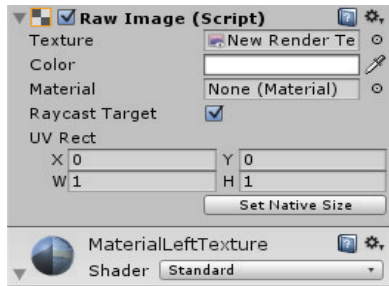 Raw Image (Script)
Texture New Render Te
Color
Material None (Material)
Raycast Target
UV Rect
X 0 Y 0
W 1 H 1
Set Native Size
MaterialLeftTexture
Shader Standard